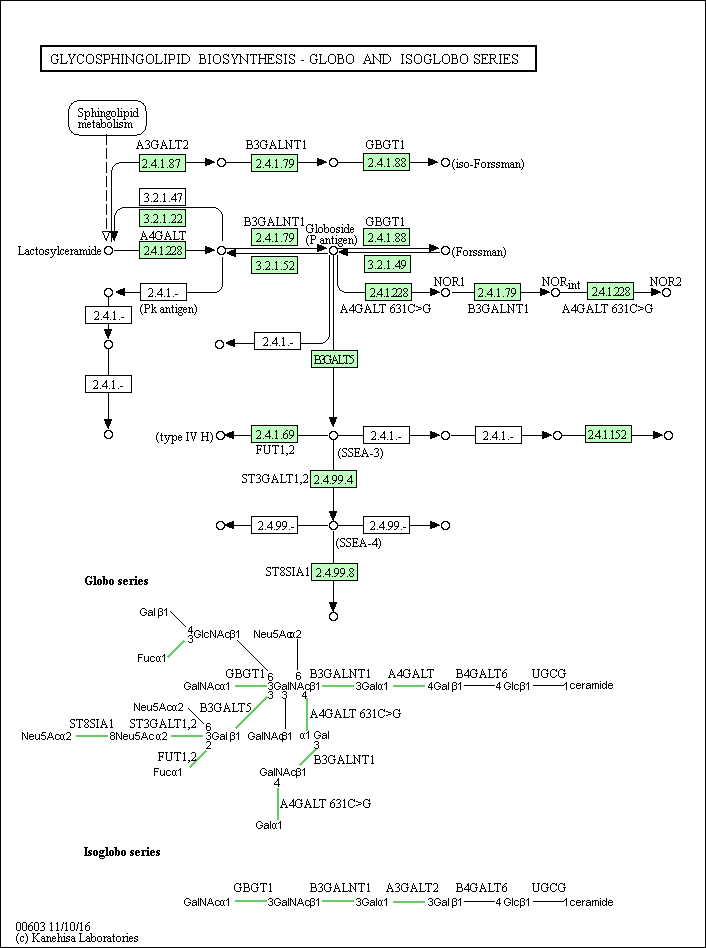 GLYCOSPHINGOLIPID BIOSYNTHESIS - GLOBO AND ISOGLOBO SERIES
Sphingolipid
metabolism
A3GALT2
B3GALNT1
GBGT1
2.4.1.87
2.4.1.79
2.4.1.88
(iso-Forssman)
3.2.1.47
3.2.1.22
A4GALT
B3GALNT1
Globoside
(P antigen)
GBGT1
2.4.1.79
2.4.1.88
Lactosylceramide
2.4.1.228
(Forssman)
3.2.1.52
3.2.1.49
2.4.1.-
(Pk antigen)
2.4.1.228
NOR1
2.4.1.79
NORint
2.4.1.228
NOR2
A4GALT 631C>G
B3GALNT1
A4GALT 631C>G
2.4.1.-
2.4.1.-
B3GALT5
2.4.1.-
(type IV H)
2.4.1.69
2.4.1.-
2.4.1.-
2.4.1.152
FUT1,2
(SSEA-3)
ST3GALT1,2
2.4.99.4
2.4.99.-
2.4.99.-
(SSEA-4)
ST8SIA1
2.4.99.8
Globo series
Galβ1
4
3
GlcNAcβ1
Neu5Acα2
Fucα1
GBGT1
6
6
B3GALNT1
A4GALT
B4GALT6
UGCG
GalNAcα1
3GalNAcβ1
3Galα1
4Galβ1
4Glcβ1
1ceramide
3
3
4
B3GALT5
Neu5Acα2
A4GALT 631C>G
ST8SIA1
ST3GALT1,2
6
Neu5Acα2
8Neu5Acα2
3Galβ1
GalNAcβ1
α1 Gal
2
3
FUT1,2
Fucα1
B3GALNT1
GalNAcβ1
4
A4GALT 631C>G
Galα1
Isoglobo series
GBGT1
B3GALNT1
A3GALT2
B4GALT6
UGCG
GalNAcα1
3GalNAcβ1
3Galα1
3Galβ1
4Glcβ1
1ceramide
00603 11/10/16
(c) Kanehisa Laboratories